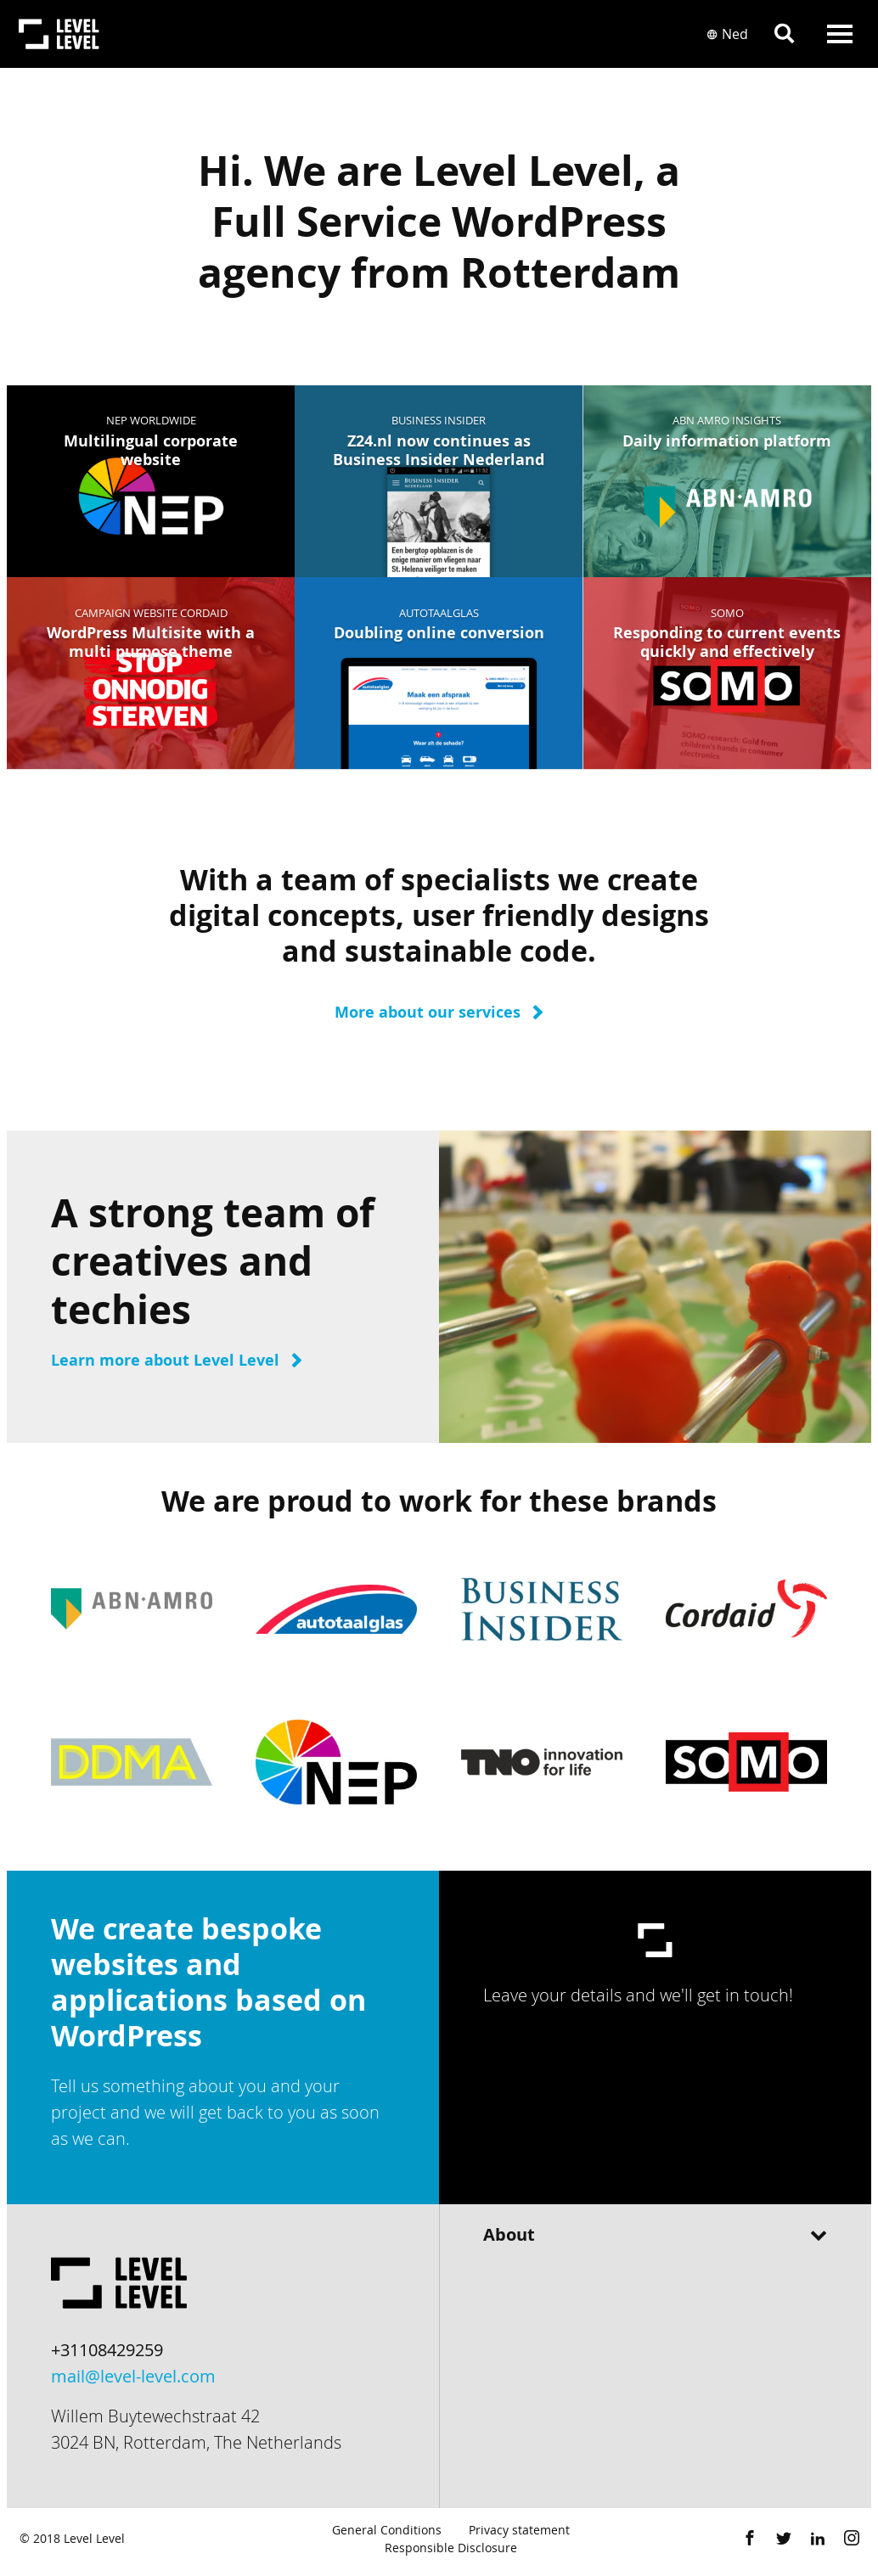 LEVEL
LEVEL
Ned
Hi. We are Level Level, a
Full Service WordPress
agency from Rotterdam
NEP WORLDWIDE
Multilingual corporate
website
NEP
BUSINESS INSIDER
Z24.nl now continues as
Business Insider Nederland
11:52
BUSINESS INSIDER
NEDERLAND
Een bergtop opblazen is de
enige manier om vliegen naar
St. Helena veiliger te maken
ABN AMRO INSIGHTS
Daily information platform
ABN·AMRO
CAMPAIGN WEBSITE CORDAID
WordPress Multisite with a
multi purpose theme
STOP
ONNODIG
STERVEN
AUTOTAALGLAS
Doubling online conversion
autotaalglas
Maak een afspraak
Waar zit de schade?
SOMO
Responding to current events
quickly and effectively
SOMO
SOMO research: Gold from
children's hands in consumer
electronics
With a team of specialists we create
digital concepts, user friendly designs
and sustainable code.
More about our services
A strong team of
creatives and
techies
Learn more about Level Level
We are proud to work for these brands
ABN·AMRO
autotaalglas
BUSINESS
INSIDER
Cordaid
DDMA
NEP
TNO innovation
for life
SOMO
We create bespoke
websites and
applications based on
WordPress
Tell us something about you and your
project and we will get back to you as soon
as we can.
Leave your details and we'll get in touch!
LEVEL
LEVEL
+31108429259
mail@level-level.com
Willem Buytewechstraat 42
3024 BN, Rotterdam, The Netherlands
About
© 2018 Level Level
General Conditions
Privacy statement
Responsible Disclosure